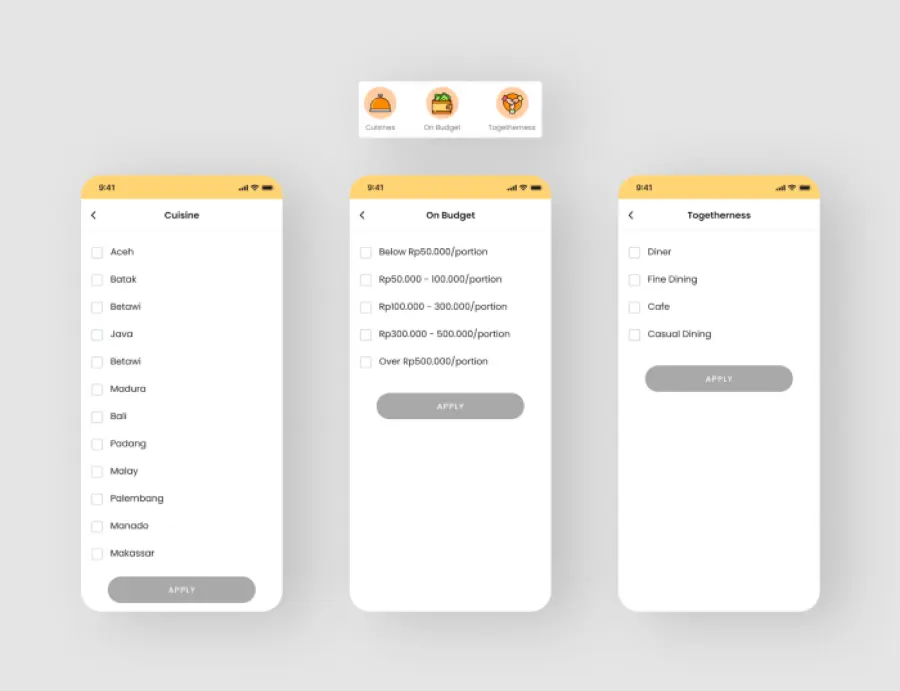 Cuisines
On Budget
Togetherness
9:41
Cuisine
Aceh
Batak
Betawi
Java
Betawi
Madura
Bali
Padang
Malay
Palembang
Manado
Makassar
APPLY
9:41
On Budget
Below Rp50.000/portion
Rp50.000 - 100.000/portion
Rp100.000 - 300.000/portion
Rp300.000 - 500.000/portion
Over Rp500.000/portion
APPLY
9:41
Togetherness
Diner
Fine Dining
Cafe
Casual Dining
APPLY